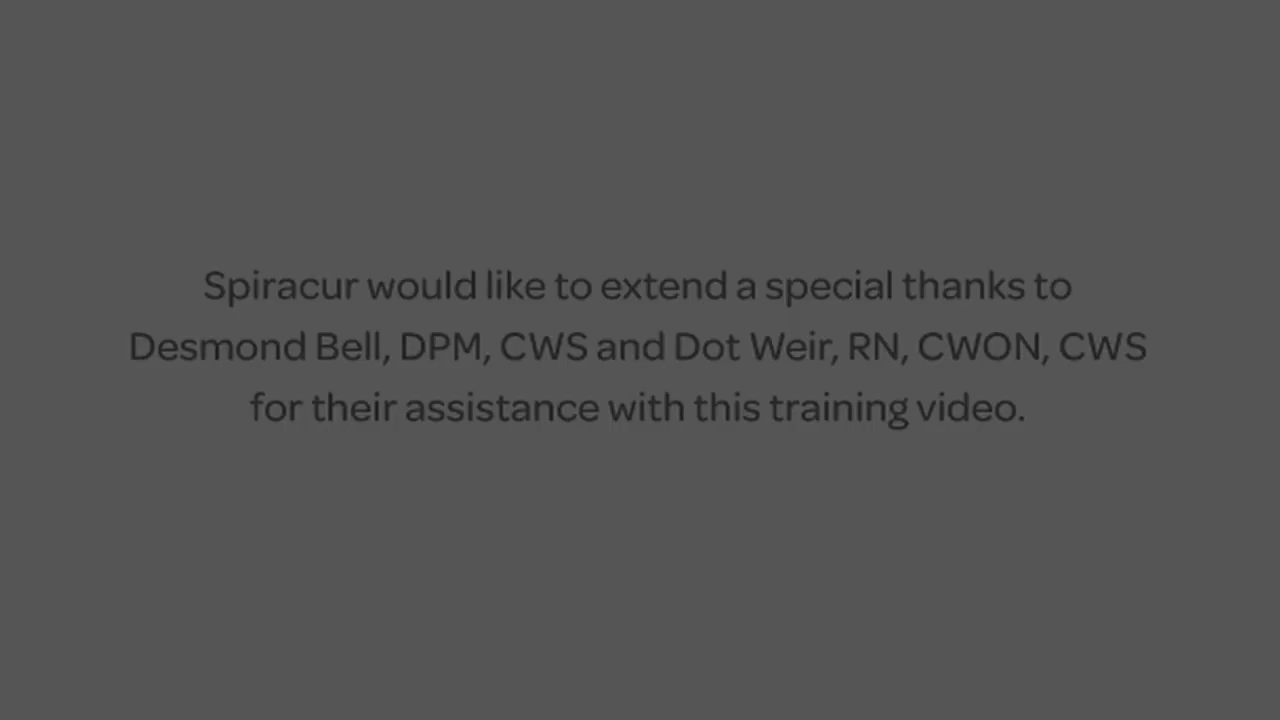 Spiracur would like to extend a special thanks to
Desmond Bell, DPM, CWS and Dot Weir, RN, CWON, CWS
for their assistance with this training video.